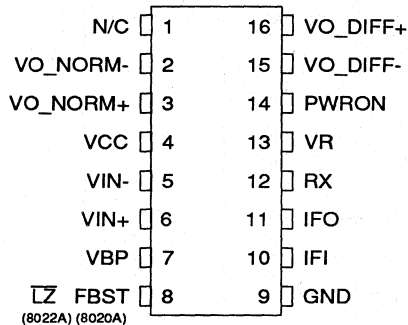 N/C 1 16 VO_DIFF+
VO_NORM- 2 15 VO_DIFF-
VO_NORM+ 3 14 PWRON
VCC 4 13 VR
VIN- 5 12 RX
VIN+ 6 11 IFO
VBP 7 10 IFI
L̅Z̅ FBST 8 9 GND
(8022A) (8020A)